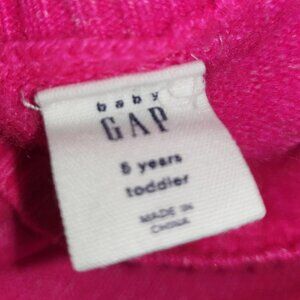 baby
GAP
5 years
toddler
MADE IN
CHINA